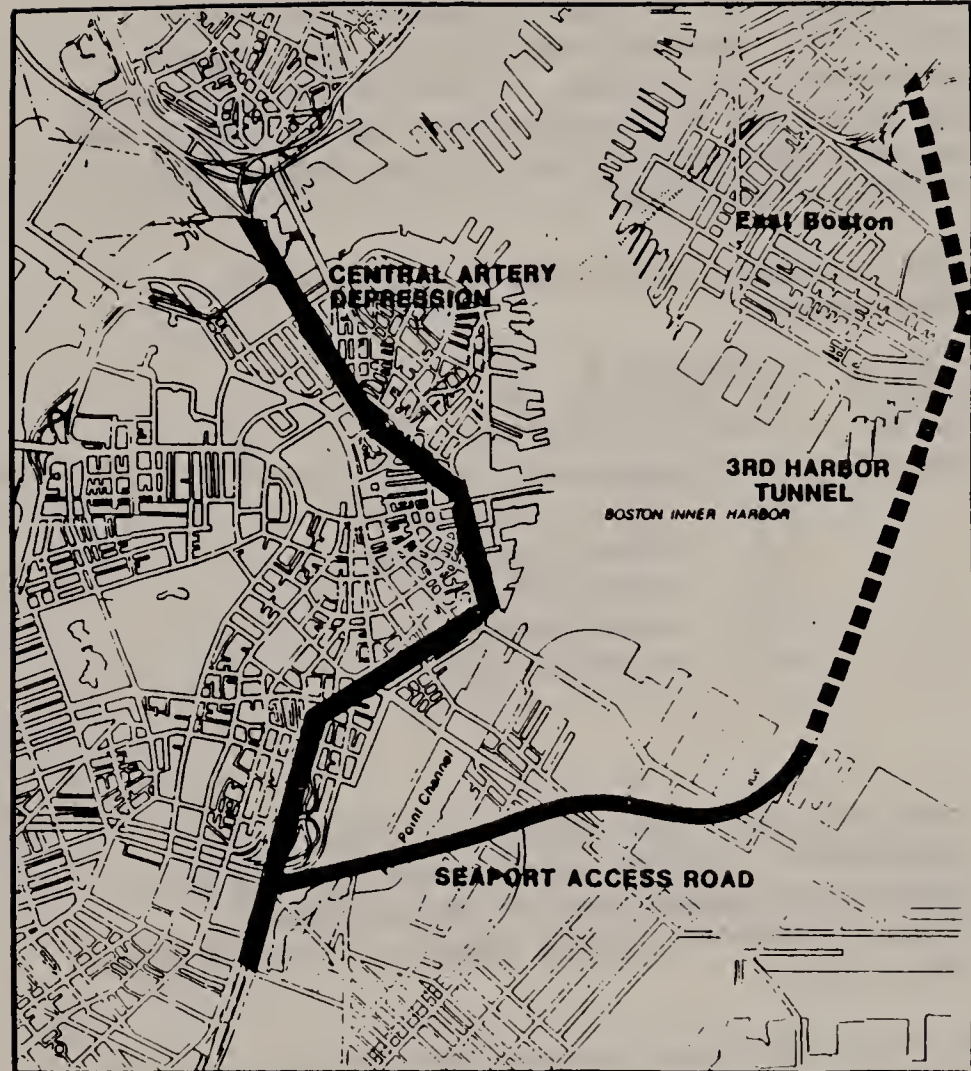 East Boston
CENTRAL ARTERY
DEPRESSION
3RD HARBOR
TUNNEL
BOSTON INNER HARBOR
Point Channel
SEAPORT ACCESS ROAD